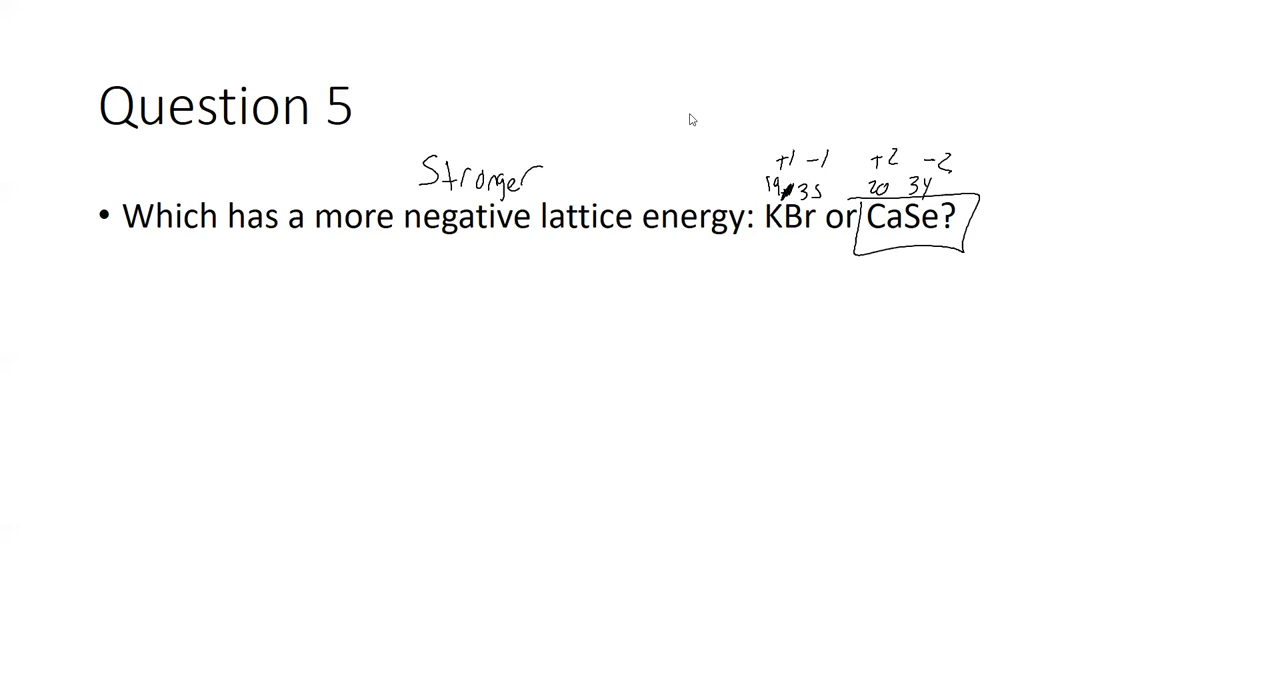 Question 5
Stronger
+1 -1 +2 -2
19 35 20 34
• Which has a more negative lattice energy: KBr or CaSe?